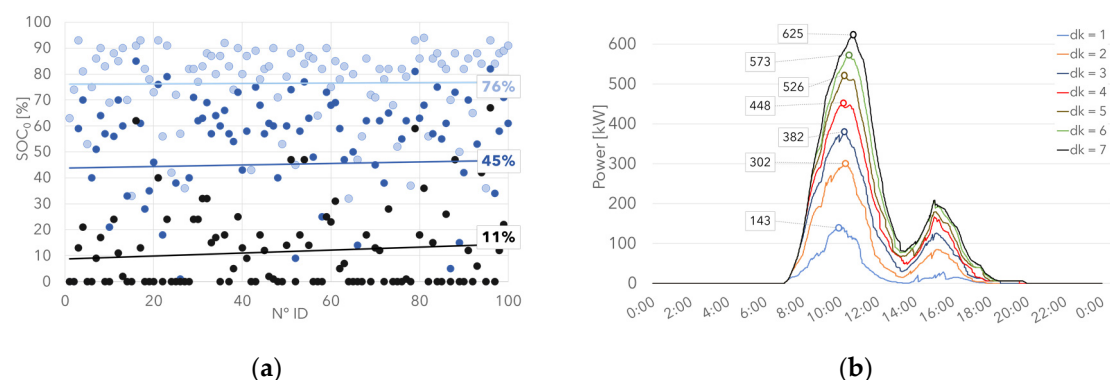 100
90
80
70
60
50
40
30
20
10
0
SOC0 [%]
76%
45%
11%
0 20 40 60 80 100
N° ID
(a)
600
500
400
300
200
100
0
Power [kW]
625
573
526
448
382
302
143
0:00 2:00 4:00 6:00 8:00 10:00 12:00 14:00 16:00 18:00 20:00 22:00 0:00
dk = 1
dk = 2
dk = 3
dk = 4
dk = 5
dk = 6
dk = 7
(b)